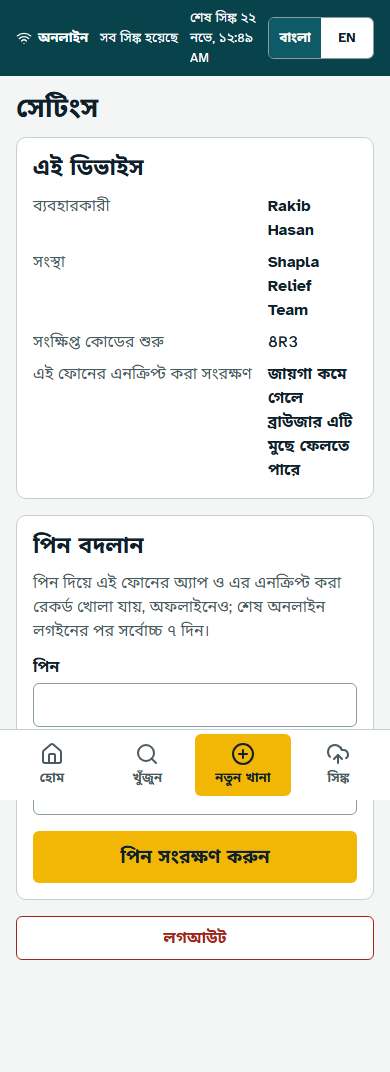 অনলাইন
সব সিঙ্ক হয়েছে
শেষ সিঙ্ক ২২
নভে, ১২:৪৯
AM
বাংলা
EN
সেটিংস
এই ডিভাইস
ব্যবহারকারী
Rakib
Hasan
সংস্থা
Shapla
Relief
Team
সংক্ষিপ্ত কোডের শুরু
8R3
এই ফোনের এনক্রিপ্ট করা সংরক্ষণ
জায়গা কমে
গেলে
ব্রাউজার এটি
মুছে ফেলতে
পারে
পিন বদলান
পিন দিয়ে এই ফোনের অ্যাপ ও এর এনক্রিপ্ট করা
রেকর্ড খোলা যায়, অফলাইনেও; শেষ অনলাইন
লগইনের পর সর্বোচ্চ ৭ দিন।
পিন
হোম
খুঁজুন
নতুন খানা
সিঙ্ক
পিন সংরক্ষণ করুন
লগআউট